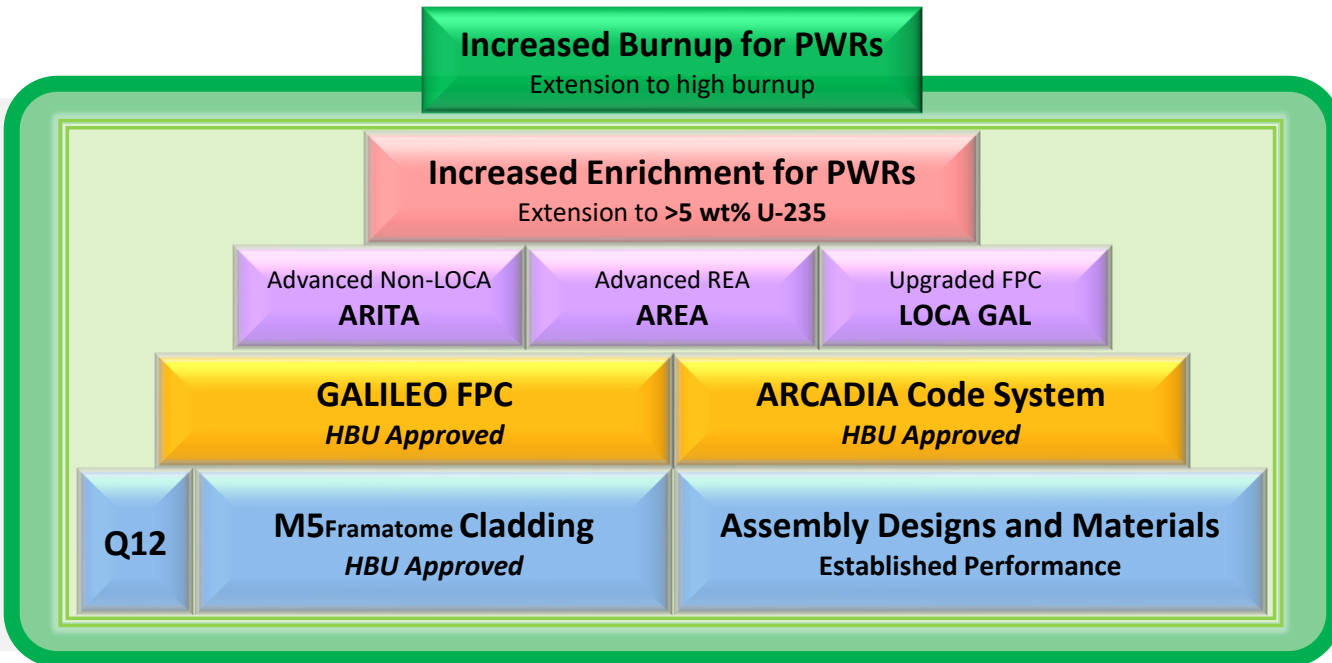 Increased Burnup for PWRs
Extension to high burnup
Increased Enrichment for PWRs
Extension to >5 wt% U-235
Advanced Non-LOCA
ARITA
Advanced REA
AREA
Upgraded FPC
LOCA GAL
GALILEO FPC
HBU Approved
ARCADIA Code System
HBU Approved
Q12
M5Framatome Cladding
HBU Approved
Assembly Designs and Materials
Established Performance